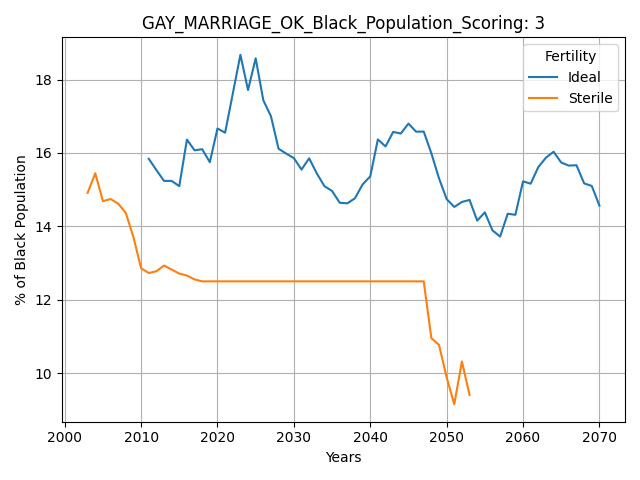 GAY_MARRIAGE_OK_Black_Population_Scoring: 3
Fertility
Ideal
Sterile
% of Black Population
18
16
14
12
10
2000 2010 2020 2030 2040 2050 2060 2070
Years